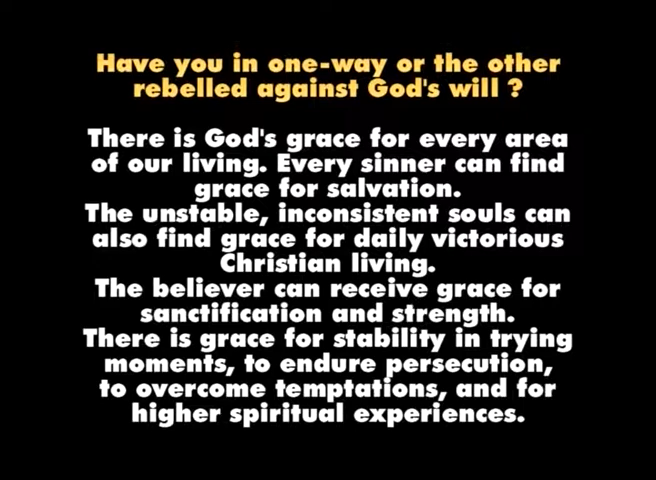 Have you in one-way or the other
rebelled against God's will ?
There is God's grace for every area
of our living. Every sinner can find
grace for salvation.
The unstable, inconsistent souls can
also find grace for daily victorious
Christian living.
The believer can receive grace for
sanctification and strength.
There is grace for stability in trying
moments, to endure persecution,
to overcome temptations, and for
higher spiritual experiences.